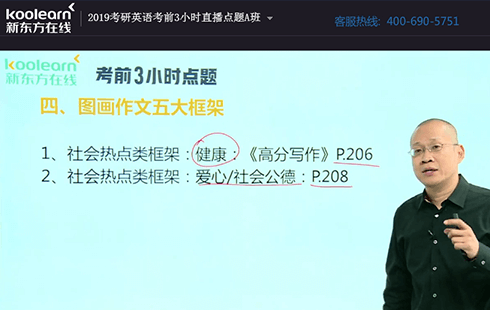 koolearn
新东方在线
2019考研英语考前3小时直播点题A班
客服热线: 400-690-5751
koolearn
新东方在线
考前3小时点题
四、图画作文五大框架
1、社会热点类框架：健康：《高分写作》P.206
2、社会热点类框架：爱心/社会公德：P.208